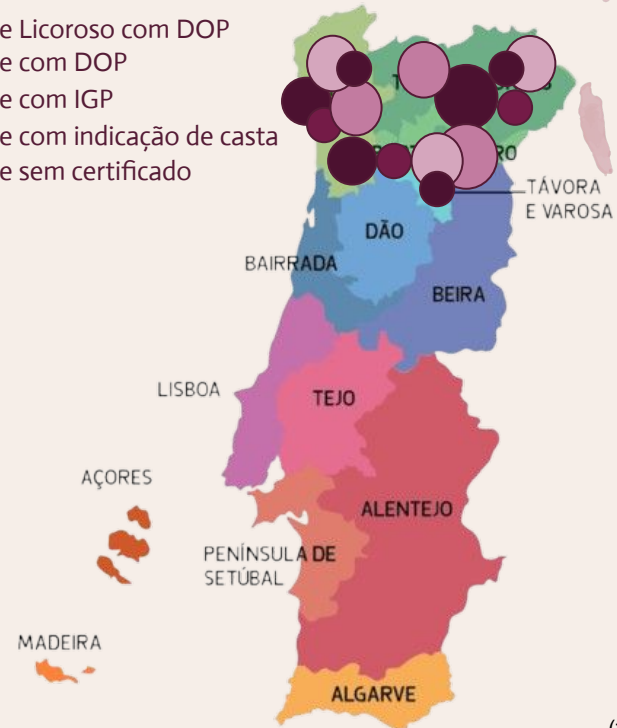 e Licoroso com DOP
e com DOP
e com IGP
e com indicação de casta
e sem certificado
TÁVORA
E VAROSA
DÃO
BAIRRADA
BEIRA
LISBOA
TEJO
AÇORES
ALENTEJO
PENÍNSULA DE
SETÚBAL
MADEIRA
ALGARVE